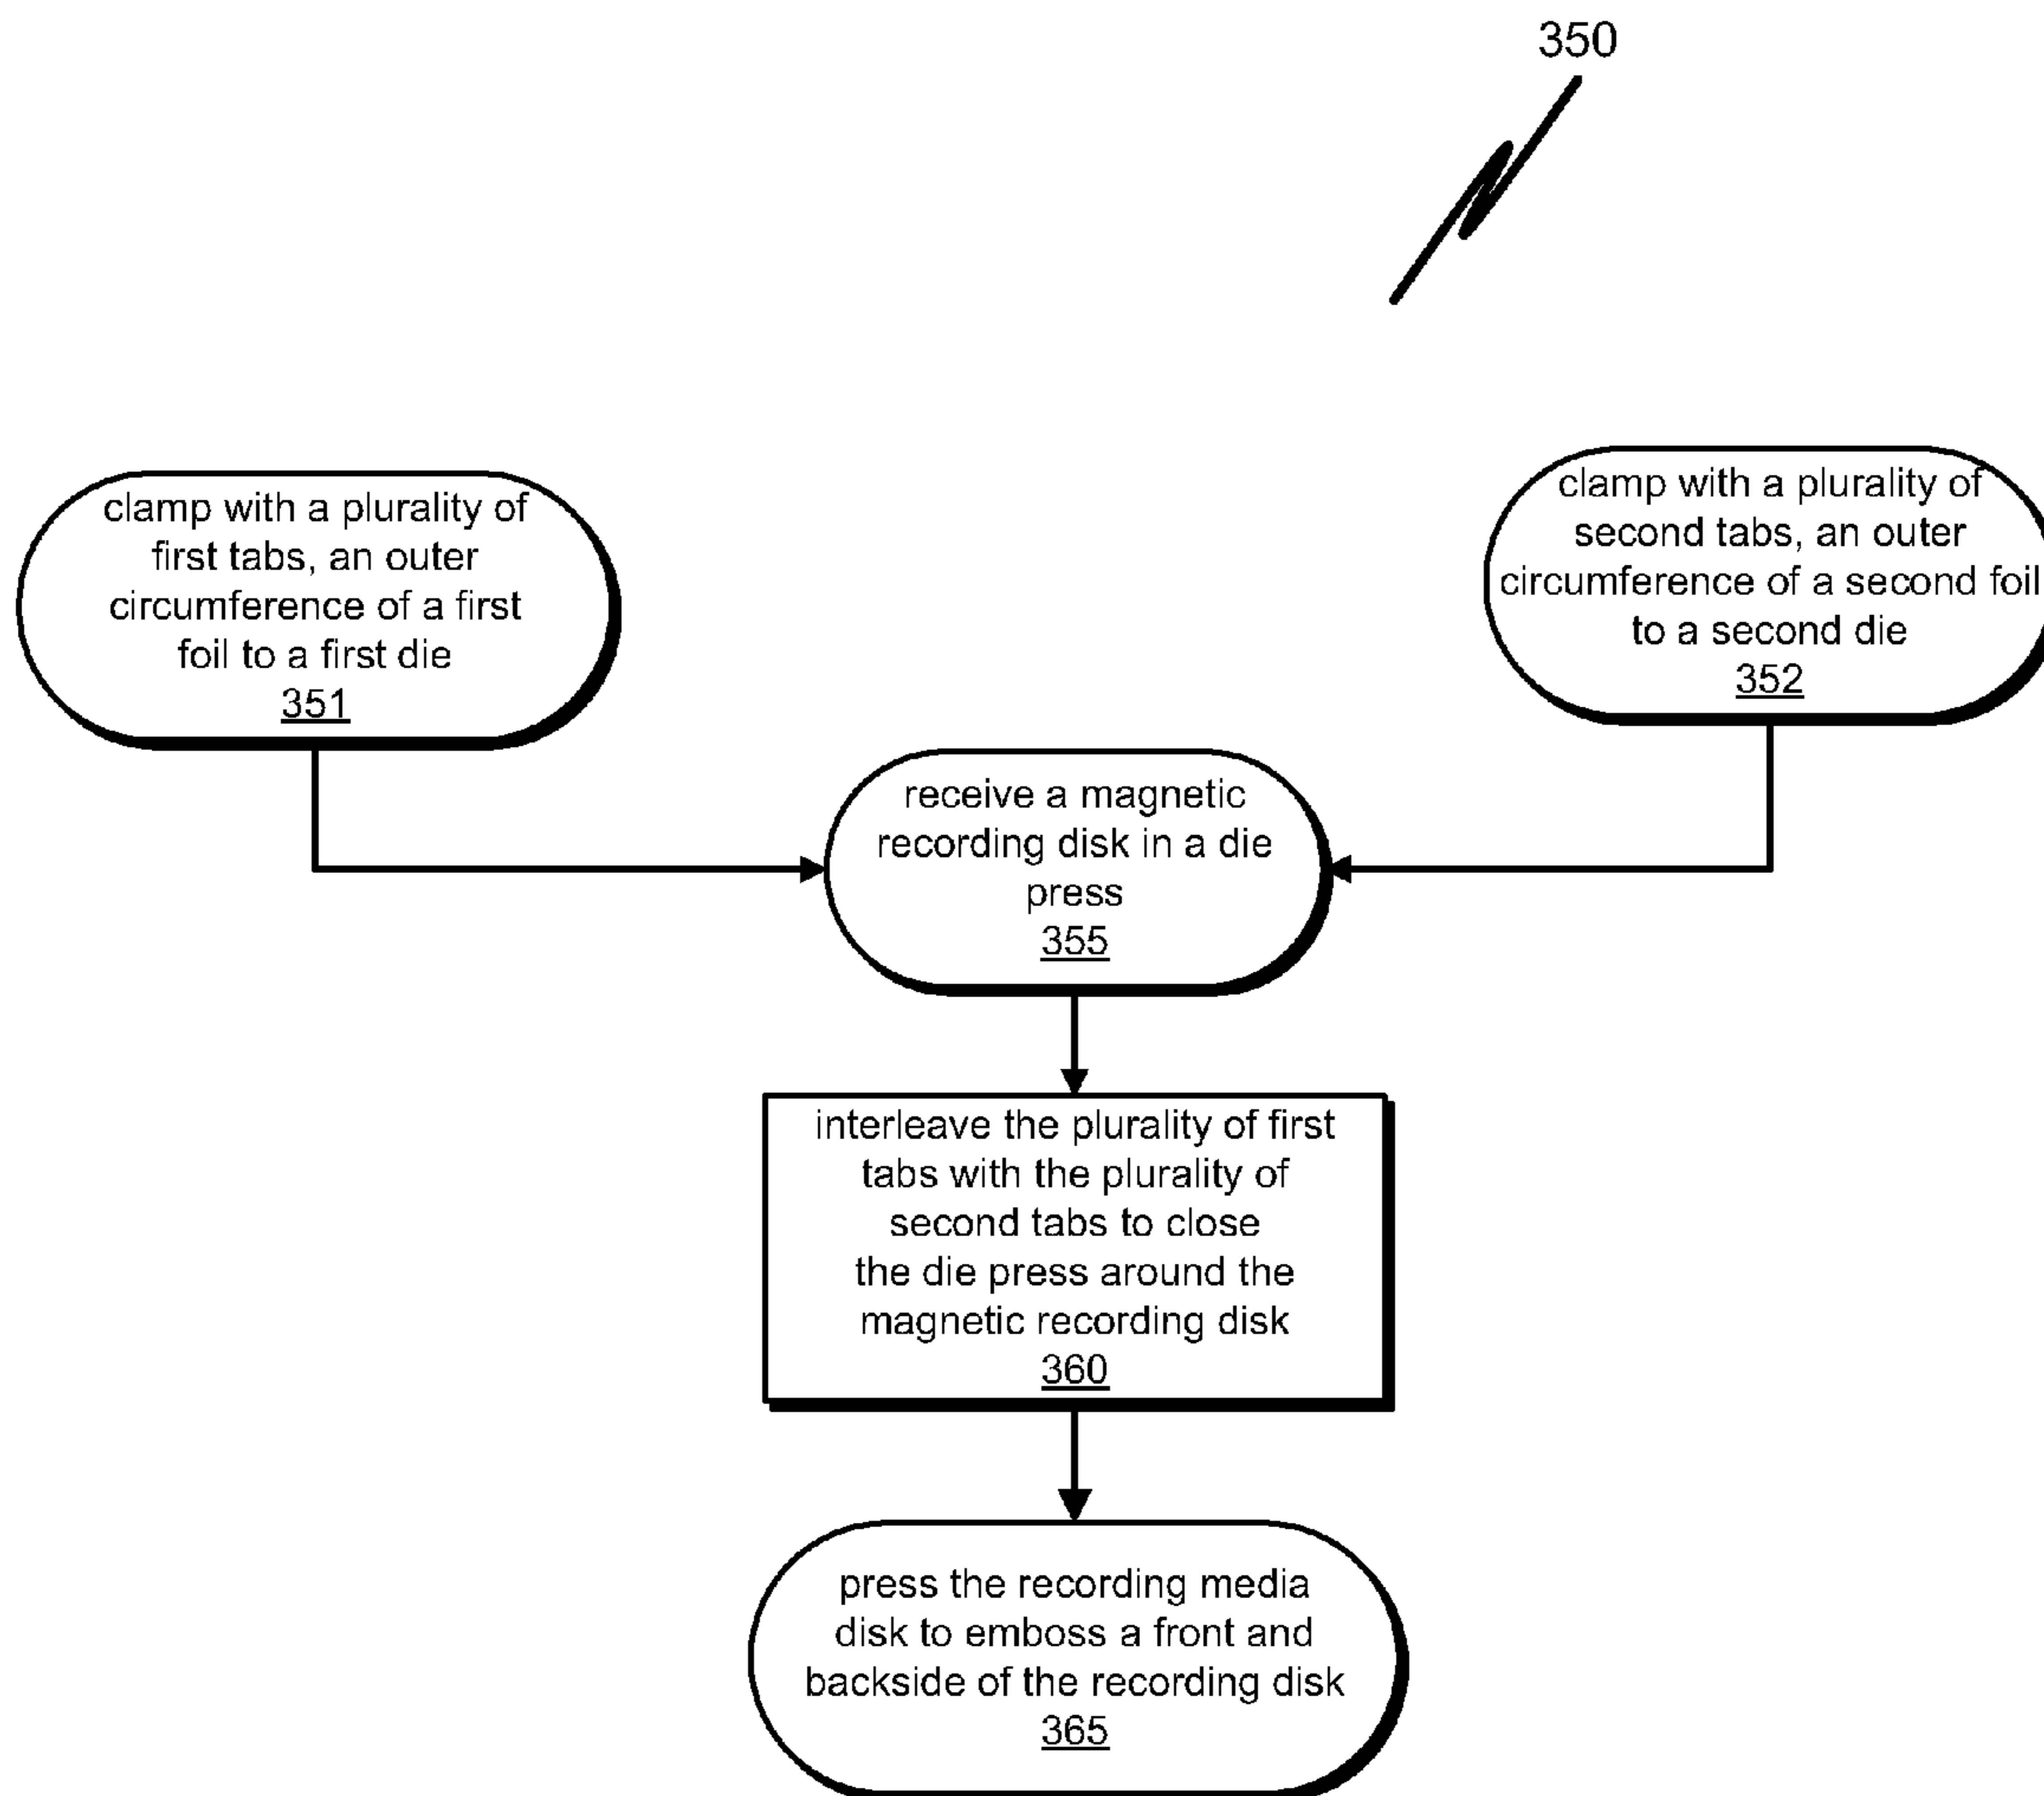 350
clamp with a plurality of
first tabs, an outer
circumference of a first
foil to a first die
351
clamp with a plurality of
second tabs, an outer
circumference of a second foil
to a second die
352
receive a magnetic
recording disk in a die
press
355
interleave the plurality of first
tabs with the plurality of
second tabs to close
the die press around the
magnetic recording disk
360
press the recording media
disk to emboss a front and
backside of the recording disk
365